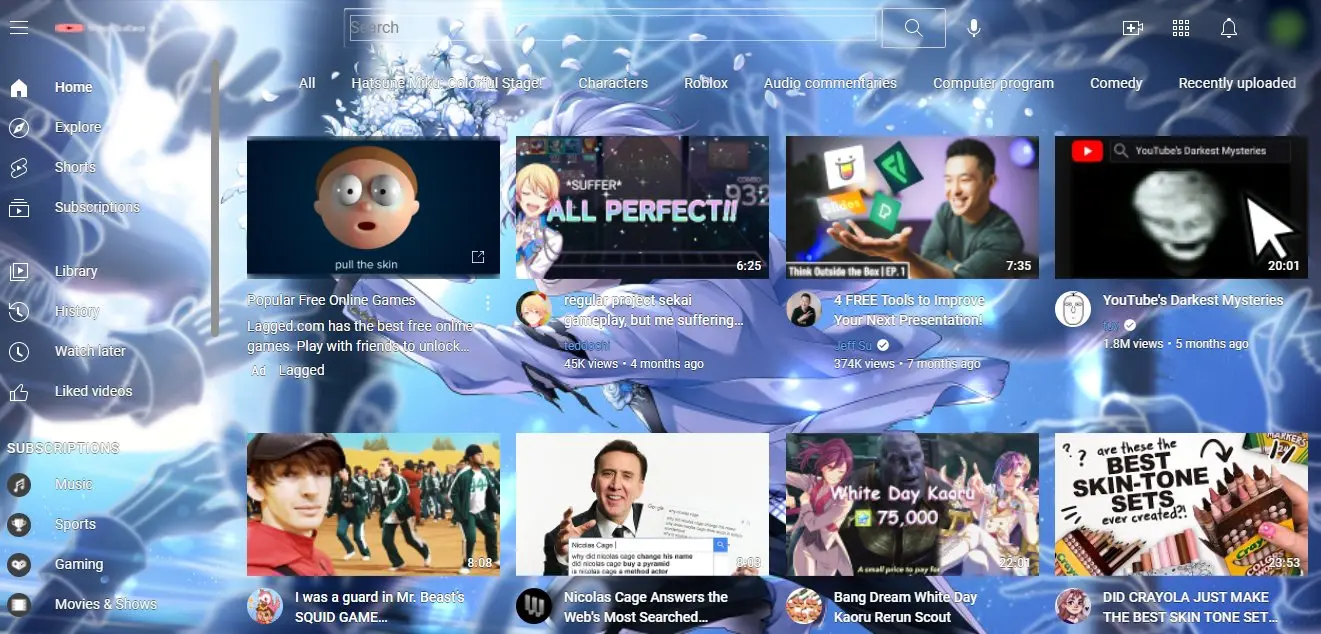 Search
Home
Explore
Shorts
Subscriptions
Library
History
Watch later
Liked videos
SUBSCRIPTIONS
Music
Sports
Gaming
Movies & Shows
All
Hatsune Miku: Colorful Stage!
Characters
Roblox
Audio commentaries
Computer program
Comedy
Recently uploaded
pull the skin
Popular Free Online Games
Lagged.com has the best free online
games. Play with friends to unlock...
Ad Lagged
*SUFFER*
COMBO
932
ALL PERFECT!!
6:25
regular project sekai
gameplay, but me suffering...
45K views • 4 months ago
Slides
Think Outside the Box | EP. 1
7:35
4 FREE Tools to Improve
Your Next Presentation!
Jeff Su
374K views • 7 months ago
YouTube's Darkest Mysteries
20:01
YouTube's Darkest Mysteries
1.8M views • 5 months ago
8:08
I was a guard in Mr. Beast's
SQUID GAME...
Nicolas Cage
why did nicolas cage change his name
did nicolas cage buy a pyramid
is nicolas cage a method actor
8:03
Nicolas Cage Answers the
Web's Most Searched...
White Day Kaoru
75,000
A small price to pay for
22:01
Bang Dream White Day
Kaoru Rerun Scout
MARKERS
? ? are these the
BEST
SKIN-TONE
SETS
ever created?!
23:53
DID CRAYOLA JUST MAKE
THE BEST SKIN TONE SET...